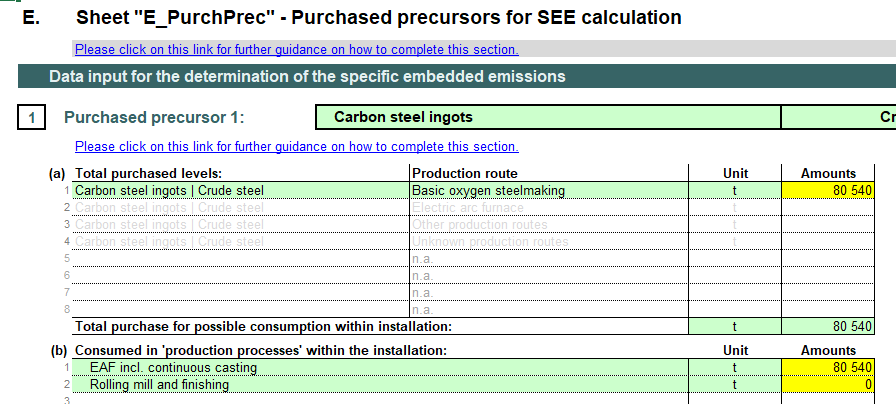 E. Sheet "E_PurchPrec" - Purchased precursors for SEE calculation
Please click on this link for further guidance on how to complete this section.
Data input for the determination of the specific embedded emissions
1 Purchased precursor 1: Carbon steel ingots
Please click on this link for further guidance on how to complete this section.
(a) Total purchased levels: Production route Unit Amounts
1 Carbon steel ingots | Crude steel Basic oxygen steelmaking t 80 540
2 Carbon steel ingots | Crude steel Electric arc furnace t
3 Carbon steel ingots | Crude steel Other production routes t
4 Carbon steel ingots | Crude steel Unknown production routes t
5 n.a.
6 n.a.
7 n.a.
8 n.a.
Total purchase for possible consumption within installation: t 80 540
(b) Consumed in 'production processes' within the installation: Unit Amounts
1 EAF incl. continuous casting t 80 540
2 Rolling mill and finishing t 0
3